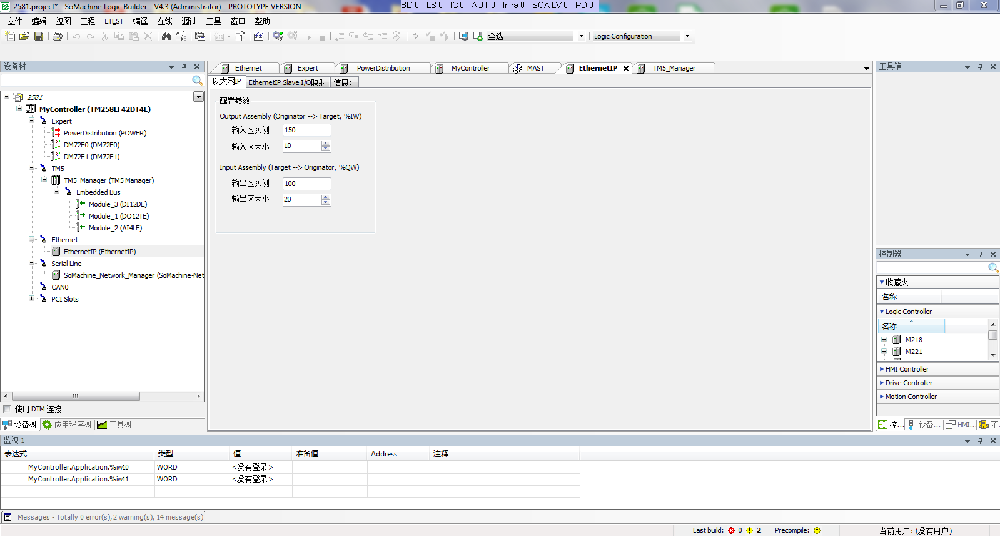 2581.project* - SoMachine Logic Builder - V4.3 (Administrator) - PROTOTYPE VERSION
BD 0 LS 0 IC 0 AUT 0 Infra 0 SOA LV 0 PD 0
文件 编辑 视图 工程 ETEST 编译 在线 调试 工具 窗口 帮助
全选
Logic Configuration
设备树
2581
MyController (TM258LF42DT4L)
Expert
PowerDistribution (POWER)
DM72F0 (DM72F0)
DM72F1 (DM72F1)
TM5
TM5_Manager (TM5 Manager)
Embedded Bus
Module_3 (DI12DE)
Module_1 (DO12TE)
Module_2 (AI4LE)
Ethernet
EthernetIP (EthernetIP)
Serial Line
SoMachine_Network_Manager (SoMachine-Net
CAN0
PCI Slots
使用 DTM 连接
设备树 应用程序树 工具树
Ethernet Expert PowerDistribution MyController MAST EthernetIP TM5_Manager
以太网IP EthernetIP Slave I/O映射 信息：
配置参数
Output Assembly (Originator --> Target, %IW)
输入区实例 150
输入区大小 10
Input Assembly (Target --> Originator, %QW)
输出区实例 100
输出区大小 20
工具箱
控制器
收藏夹
名称
Logic Controller
名称
M218
M221
HMI Controller
Drive Controller
Motion Controller
控... 设备... HMI... 不.
监视 1
表达式 类型 值 准备值 Address 注释
MyController.Application.%iw10 WORD <没有登录>
MyController.Application.%iw11 WORD <没有登录>
Messages - Totally 0 error(s), 2 warning(s), 14 message(s)
Last build: 0 2 Precompile:
当前用户: (没有用户)